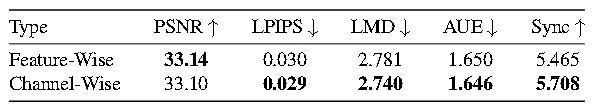 Type PSNR ↑ LPIPS ↓ LMD ↓ AUE ↓ Sync ↑
Feature-Wise 33.14 0.030 2.781 1.650 5.465
Channel-Wise 33.10 0.029 2.740 1.646 5.708